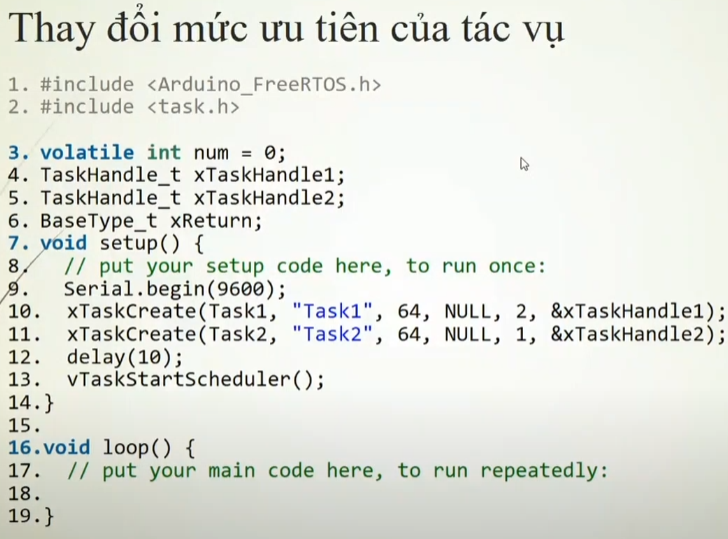 Thay đổi mức ưu tiên của tác vụ
1. #include <Arduino_FreeRTOS.h>
2. #include <task.h>
3. volatile int num = 0;
4. TaskHandle_t xTaskHandle1;
5. TaskHandle_t xTaskHandle2;
6. BaseType_t xReturn;
7. void setup() {
8. // put your setup code here, to run once:
9. Serial.begin(9600);
10. xTaskCreate(Task1, "Task1", 64, NULL, 2, &xTaskHandle1);
11. xTaskCreate(Task2, "Task2", 64, NULL, 1, &xTaskHandle2);
12. delay(10);
13. vTaskStartScheduler();
14.}
15.
16.void loop() {
17. // put your main code here, to run repeatedly:
18.
19.}